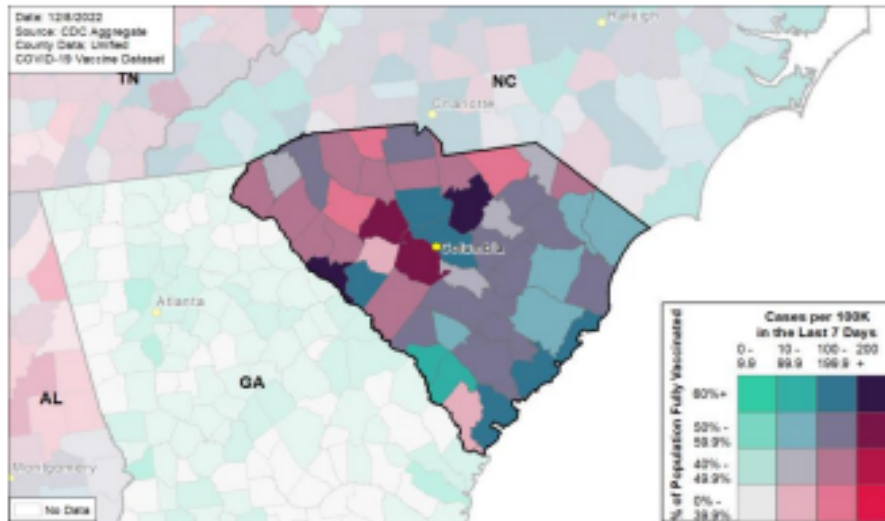 Date: 12/8/2022
Source: CDC Aggregate
County Data; Unified
COVID-19 Vaccine Dataset
Raleigh
TN
NC
Charlotte
Columbia
Atlanta
GA
AL
Montgomery
No Data
Cases per 100K
in the Last 7 Days
0 - 9.9
10 - 99.9
100 - 199.9
200 +
% of Population Fully Vaccinated
60%+
50% - 59.9%
40% - 49.9%
0% - 39.9%